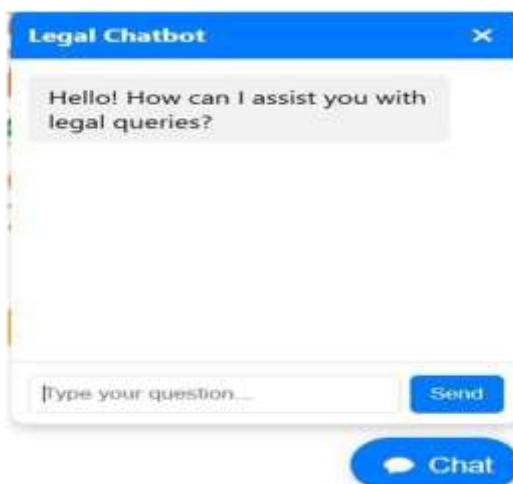 Legal Chatbot ×
Hello! How can I assist you with
legal queries?
Type your question...
Send
Chat